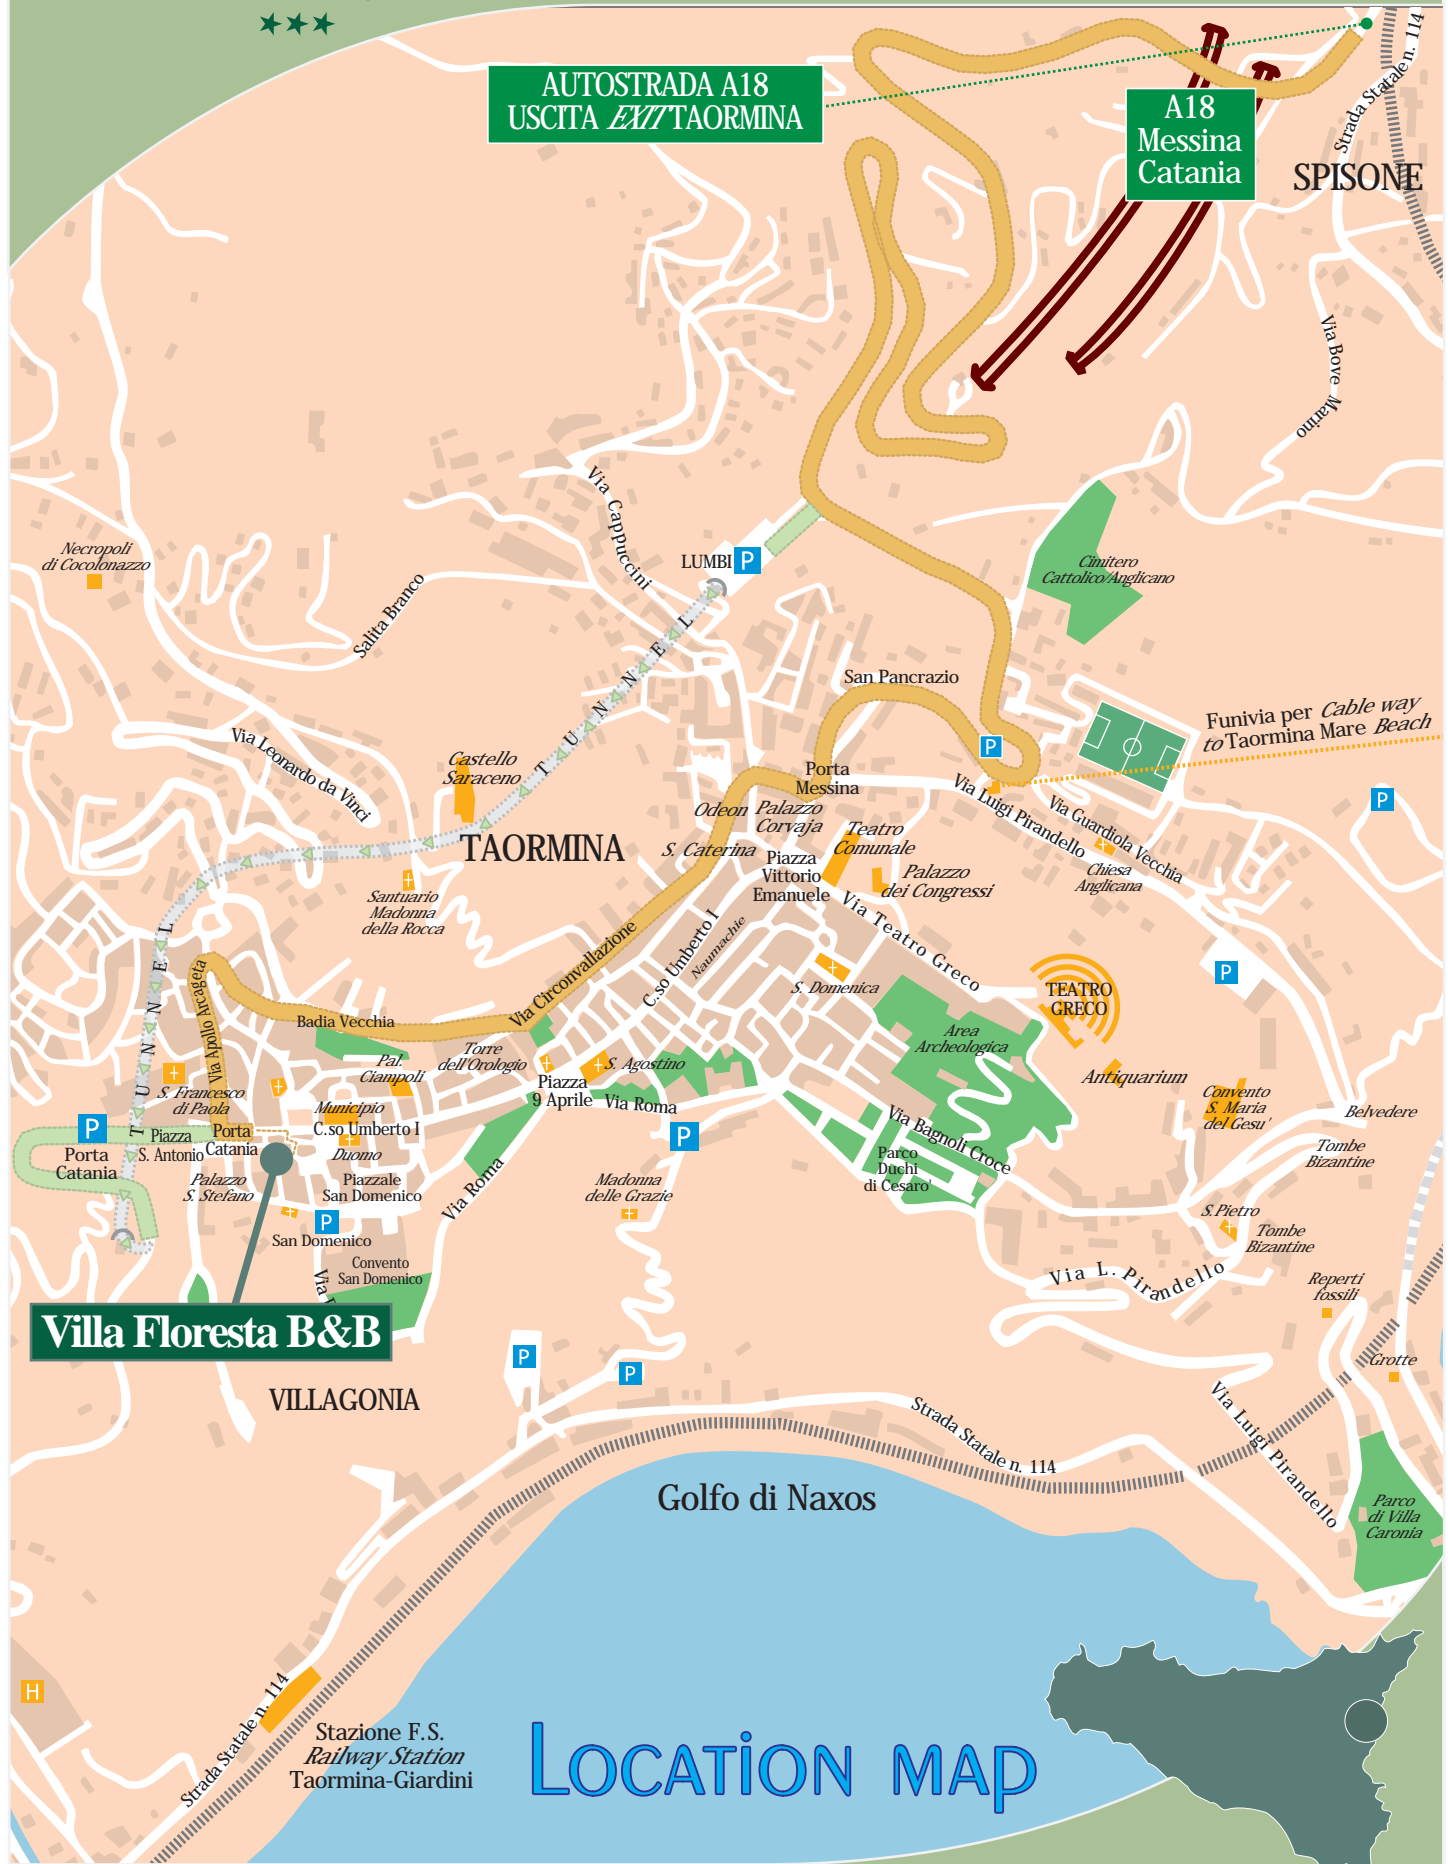 AUTOSTRADA A18
USCITA EXIT TAORMINA
A18
Messina
Catania
Strada Statale n. 114
SPISONE
Via Bove Marino
Via Cappuccini
LUMBI P
Necropoli
di Cocolonazzo
Salita Branco
Cimitero
Cattolico/Anglicano
TUNNEL
San Pancrazio
Funivia per Cable way
to Taormina Mare Beach
P
Via Leonardo da Vinci
Castello
Saraceno
Porta
Messina
Via Luigi Pirandello
Via Guardiola Vecchia
P
Odeon
Palazzo
Corvaja
Teatro
Comunale
TAORMINA
S. Caterina
Piazza
Vittorio
Emanuele
Palazzo
dei Congressi
Chiesa
Anglicana
Santuario
Madonna
della Rocca
Via Teatro Greco
C.so Umberto I
Naumachie
Via Circonvallazione
TUNNEL
Via Apollo Arcageta
S. Domenica
P
TEATRO
GRECO
Badia Vecchia
Area
Archeologica
Torre
dell'Orologio
Pal.
Ciampoli
S. Agostino
Antiquarium
S. Francesco
di Paola
Piazza
9 Aprile
Via Roma
Convento
S. Maria
del Gesu'
Belvedere
Municipio
C.so Umberto I
Duomo
P
Porta
Catania
Piazza
S. Antonio
Porta
Catania
P
Via Bagnoli Croce
Tombe
Bizantine
Parco
Duchi
di Cesaro'
Palazzo
S. Stefano
Piazzale
San Domenico
Via Roma
Madonna
delle Grazie
P
San Domenico
S. Pietro
Tombe
Bizantine
Convento
San Domenico
Via
Via L. Pirandello
Reperti
fossili
Villa Floresta B&B
P
P
Grotte
VILLAGONIA
Strada Statale n. 114
Via Luigi Pirandello
Golfo di Naxos
Parco
di Villa
Caronia
H
Strada Statale n. 114
Stazione F.S.
Railway Station
Taormina-Giardini
LOCATION MAP